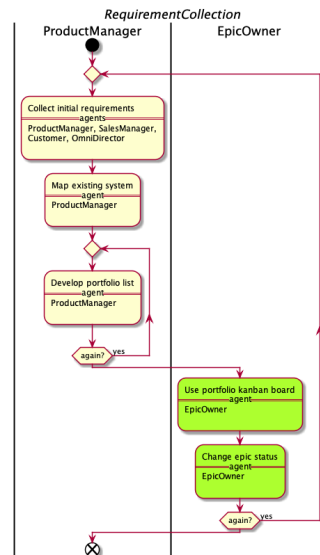 RequirementCollection
ProductManager
EpicOwner
Collect initial requirements
agents
ProductManager, SalesManager,
Customer, OmniDirector
Map existing system
agent
ProductManager
Develop portfolio list
agent
ProductManager
again?
yes
Use portfolio kanban board
agent
EpicOwner
Change epic status
agent
EpicOwner
again?
yes